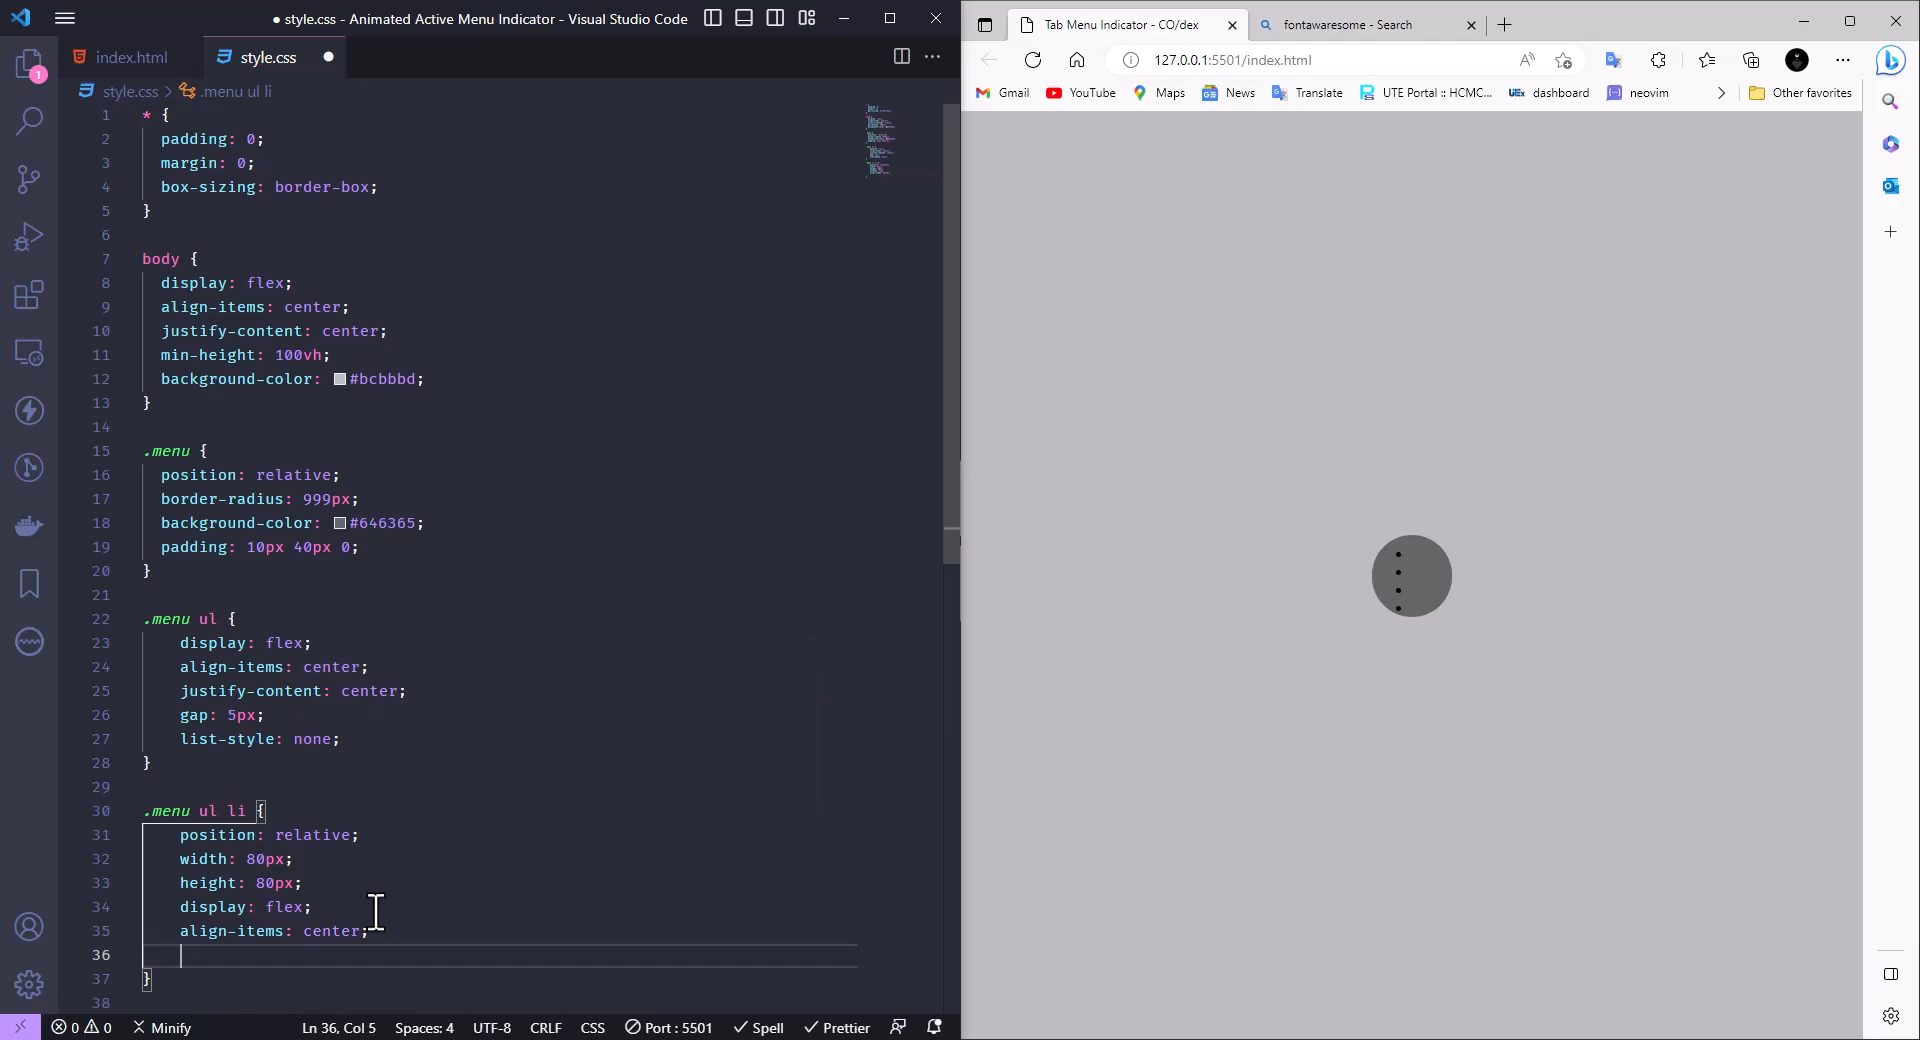 ● style.css - Animated Active Menu Indicator - Visual Studio Code
index.html
style.css
style.css > .menu ul li
1 * {
2 padding: 0;
3 margin: 0;
4 box-sizing: border-box;
5 }
6
7 body {
8 display: flex;
9 align-items: center;
10 justify-content: center;
11 min-height: 100vh;
12 background-color: #bcbbbd;
13 }
14
15 .menu {
16 position: relative;
17 border-radius: 999px;
18 background-color: #646365;
19 padding: 10px 40px 0;
20 }
21
22 .menu ul {
23 display: flex;
24 align-items: center;
25 justify-content: center;
26 gap: 5px;
27 list-style: none;
28 }
29
30 .menu ul li {
31 position: relative;
32 width: 80px;
33 height: 80px;
34 display: flex;
35 align-items: center;
36
37 }
38
1
0 0 Minify Ln 36, Col 5 Spaces: 4 UTF-8 CRLF CSS Port : 5501 Spell Prettier
Tab Menu Indicator - CO/dex
fontawaresome - Search
127.0.0.1:5501/index.html
Gmail YouTube Maps News Translate UTE Portal :: HCMC... UEx dashboard neovim Other favorites